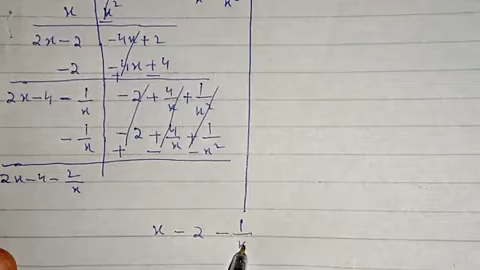 x | x²
2x-2 | -4x+2
-2 | -4x+4
+ -
2x-4-1/x | -2+4/x+1/x²
-1/x | -2+4/x+1/x²
+ - -
2x-4-2/x
x-2-1/x